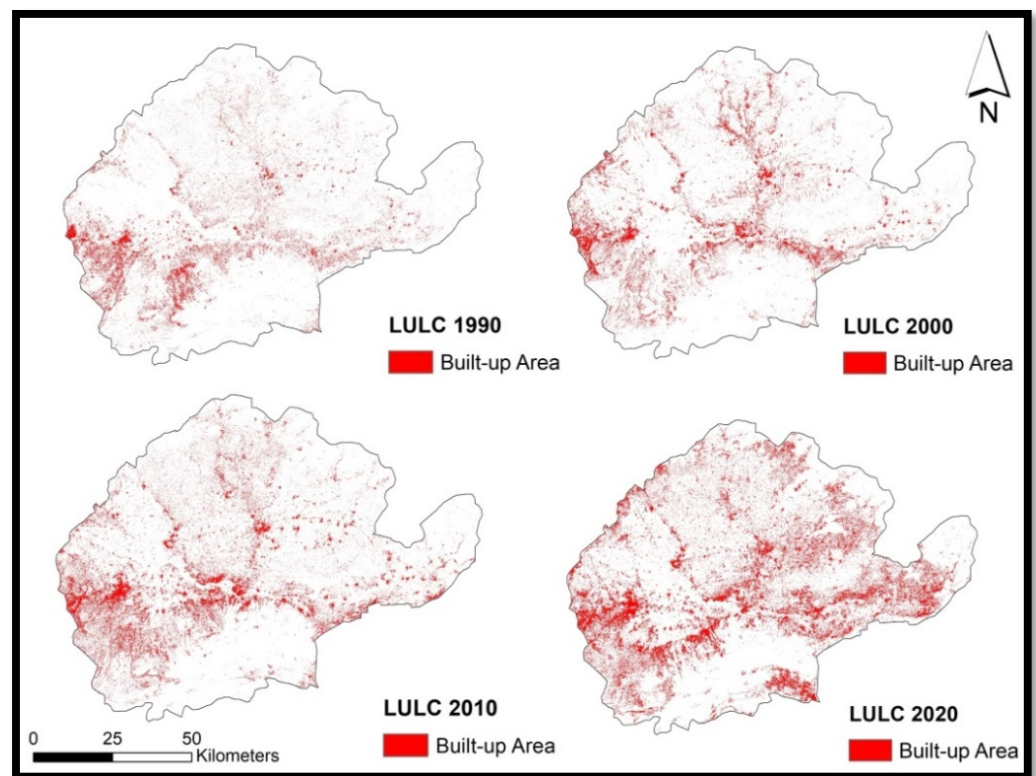 N
LULC 1990
Built-up Area
LULC 2000
Built-up Area
LULC 2010
Built-up Area
0 25 50
Kilometers
LULC 2020
Built-up Area